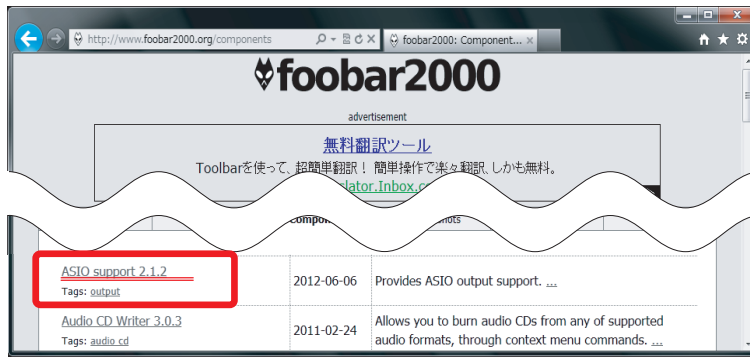 http://www.foobar2000.org/components
foobar2000: Component...
foobar2000
advertisement
無料翻訳ツール
Toolbarを使って、超簡単翻訳! 簡単操作で楽々翻訳、しかも無料。
ASIO support 2.1.2
Tags: output
2012-06-06
Provides ASIO output support. ...
Audio CD Writer 3.0.3
Tags: audio cd
2011-02-24
Allows you to burn audio CDs from any of supported
audio formats, through context menu commands. ...